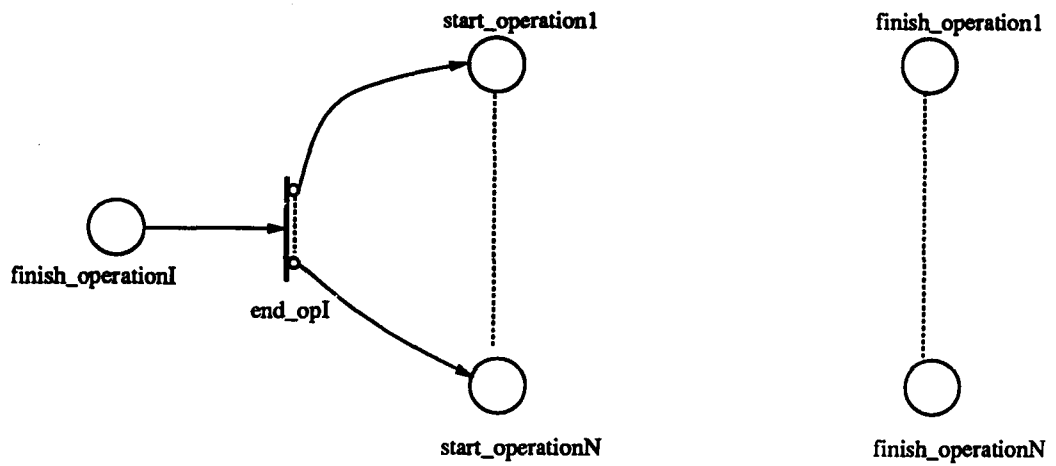 start_operation1
finish_operation1
finish_operationI
end_opI
start_operationN
finish_operationN